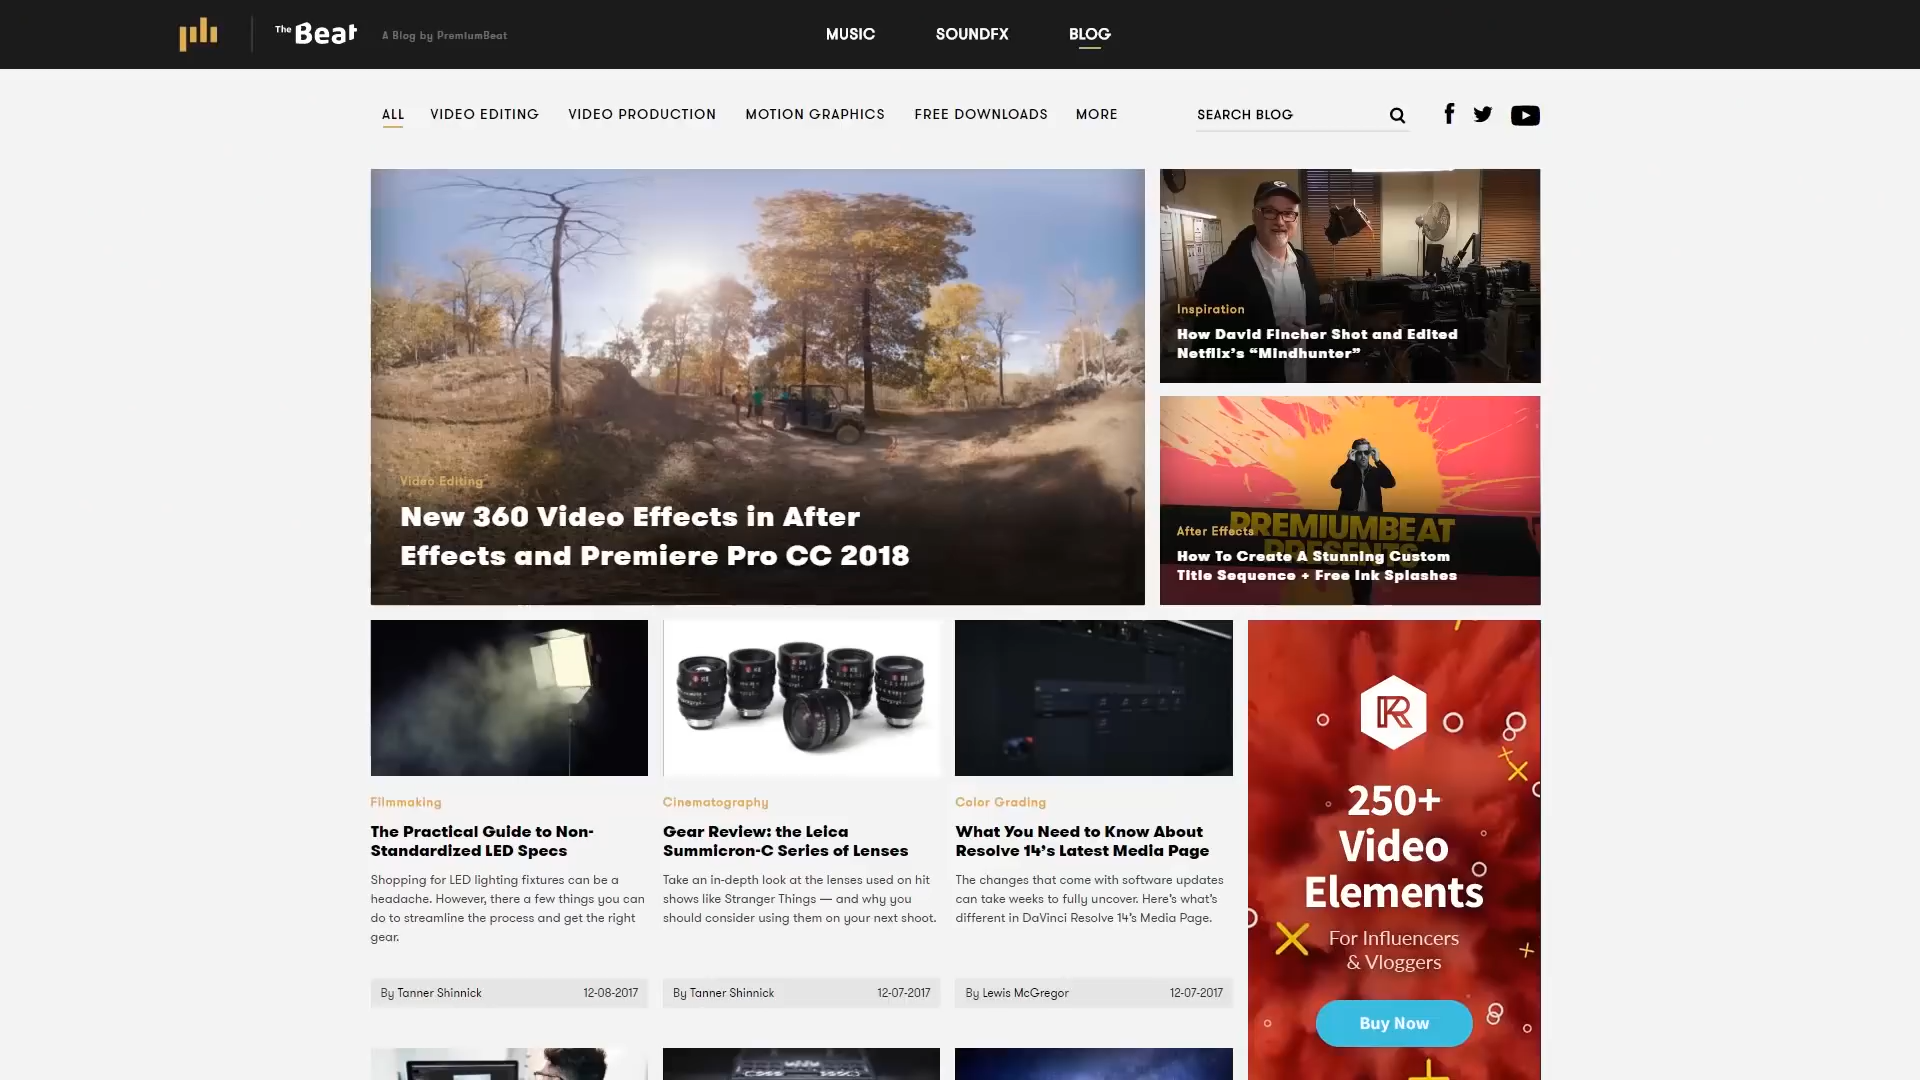 The Beat
A Blog by PremiumBeat
MUSIC
SOUNDFX
BLOG
ALL
VIDEO EDITING
VIDEO PRODUCTION
MOTION GRAPHICS
FREE DOWNLOADS
MORE
SEARCH BLOG
Video Editing
New 360 Video Effects in After
Effects and Premiere Pro CC 2018
Inspiration
How David Fincher Shot and Edited
Netflix's “Mindhunter”
PREMIUMBEAT
PRESENTS
After Effects
How To Create A Stunning Custom
Title Sequence + Free Ink Splashes
Filmmaking
The Practical Guide to Non-
Standardized LED Specs
Shopping for LED lighting fixtures can be a
headache. However, there a few things you can
do to streamline the process and get the right
gear.
By Tanner Shinnick
12-08-2017
Cinematography
Gear Review: the Leica
Summicron-C Series of Lenses
Take an in-depth look at the lenses used on hit
shows like Stranger Things — and why you
should consider using them on your next shoot.
By Tanner Shinnick
12-07-2017
Color Grading
What You Need to Know About
Resolve 14's Latest Media Page
The changes that come with software updates
can take weeks to fully uncover. Here's what's
different in DaVinci Resolve 14's Media Page.
By Lewis McGregor
12-07-2017
250+
Video
Elements
For Influencers
& Vloggers
Buy Now